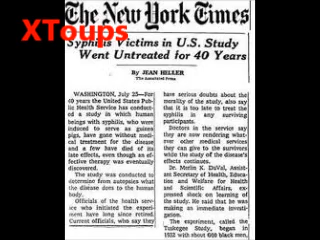 The New York Times
XToups
Syphilis Victims in U.S. Study
Went Untreated for 40 Years
By JEAN HELLER
The Associated Press
WASHINGTON, July 25—For
40 years the United States Pub-
lic Health Service has conduct-
ed a study in which human
beings with syphilis, who were
induced to serve as guinea
pigs, have gone without med-
ical treatment for the disease
and a few have died of its
late effects, even though an ef-
fective therapy was eventually
discovered.
The study was conducted to
determine from autopsies what
the disease does to the human
body.
Officials of the health serv-
ice who initiated the experi-
ment have long since retired.
Current officials, who say they
have serious doubts about the
morality of the study, also say
that it is too late to treat the
syphilis in any surviving
participants.
Doctors in the service say
they are now rendering what-
ever other medical services
they can give to the survivors
while the study of the disease's
effects continues.
Dr. Merlin K. DuVal, Assist-
ant Secretary of Health, Educa-
tion and Welfare for Health
and Scientific Affairs, ex-
pressed shock on learning of
the study. He said that he was
making an immediate investi-
gation.
The experiment, called the
Tuskegee Study, began in
1932 with about 600 black men,